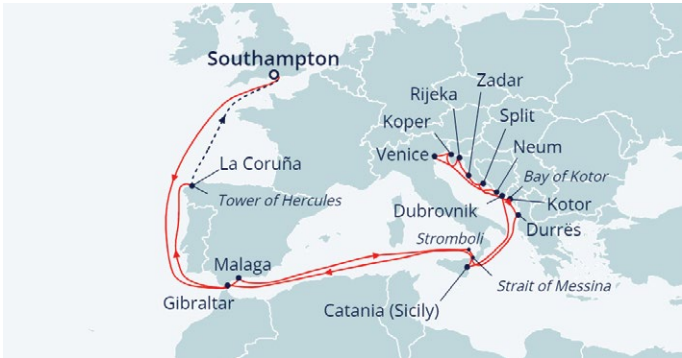 Southampton
Zadar
Rijeka
Split
Koper
Neum
Venice
La Coruña
Bay of Kotor
Tower of Hercules
Kotor
Dubrovnik
Durrës
Stromboli
Malaga
Strait of Messina
Gibraltar
Catania (Sicily)